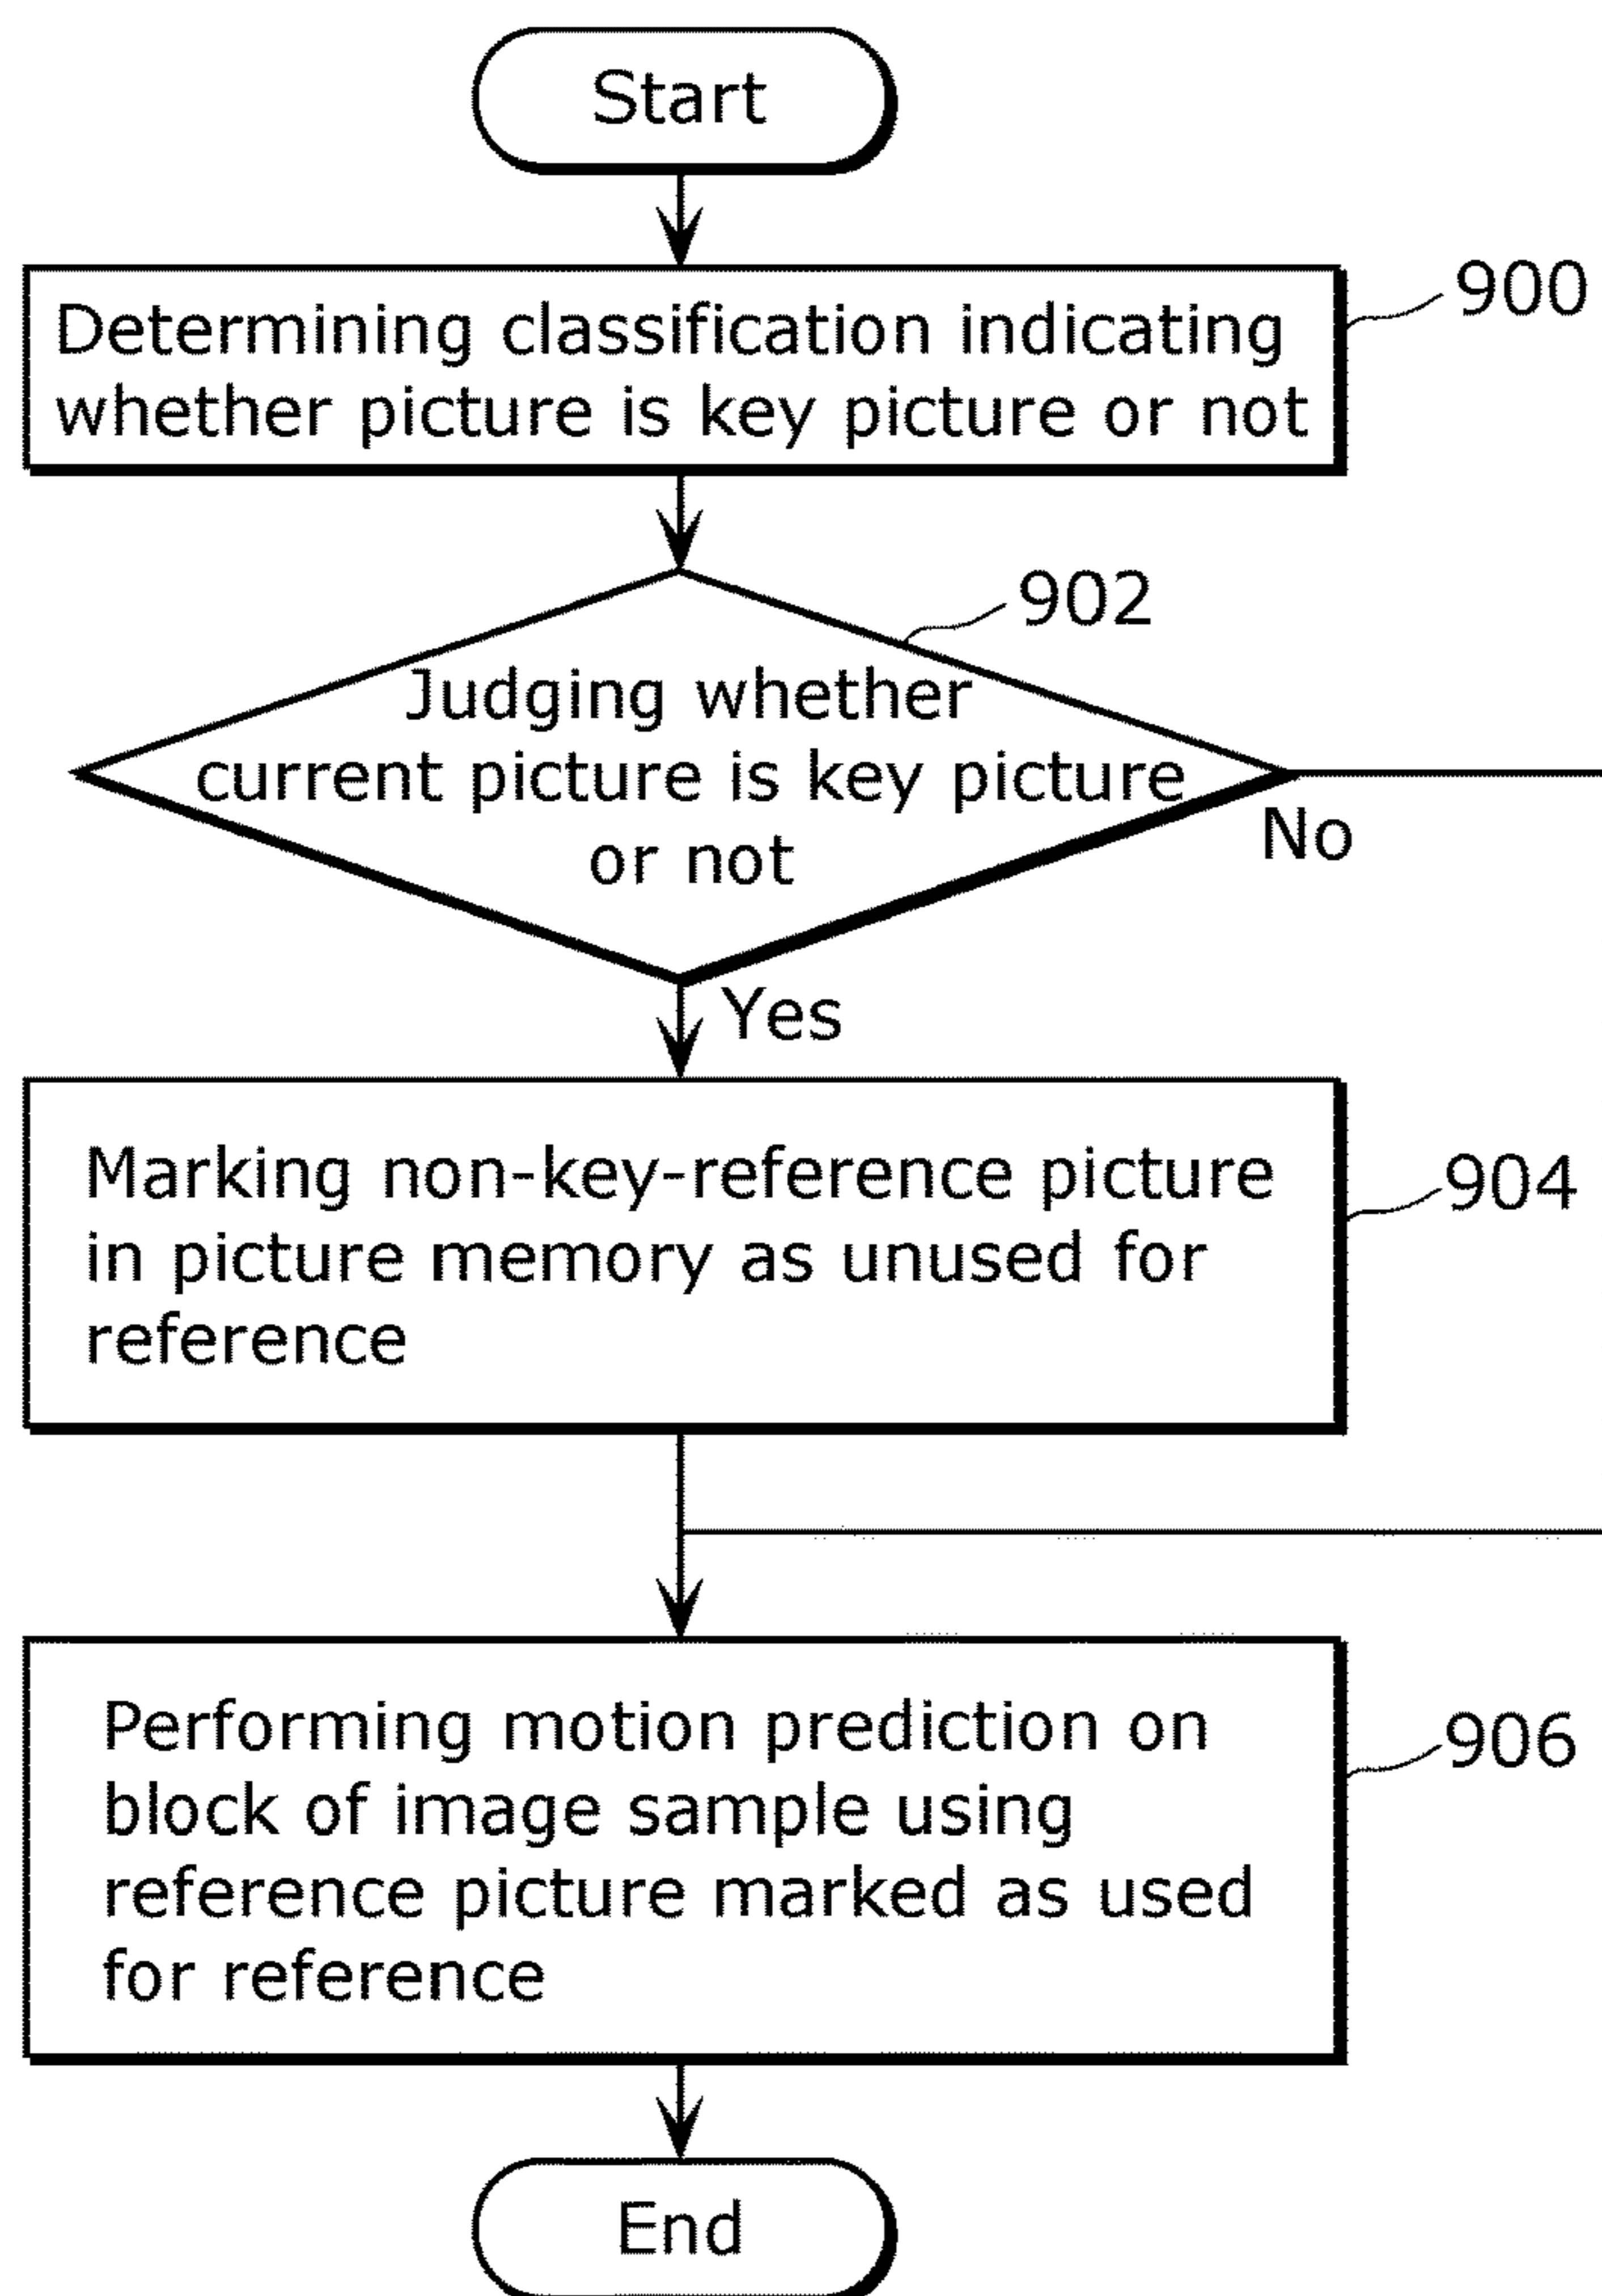 Start
900
Determining classification indicating
whether picture is key picture or not
902
Judging whether
current picture is key picture
or not
No
Yes
904
Marking non-key-reference picture
in picture memory as unused for
reference
906
Performing motion prediction on
block of image sample using
reference picture marked as used
for reference
End